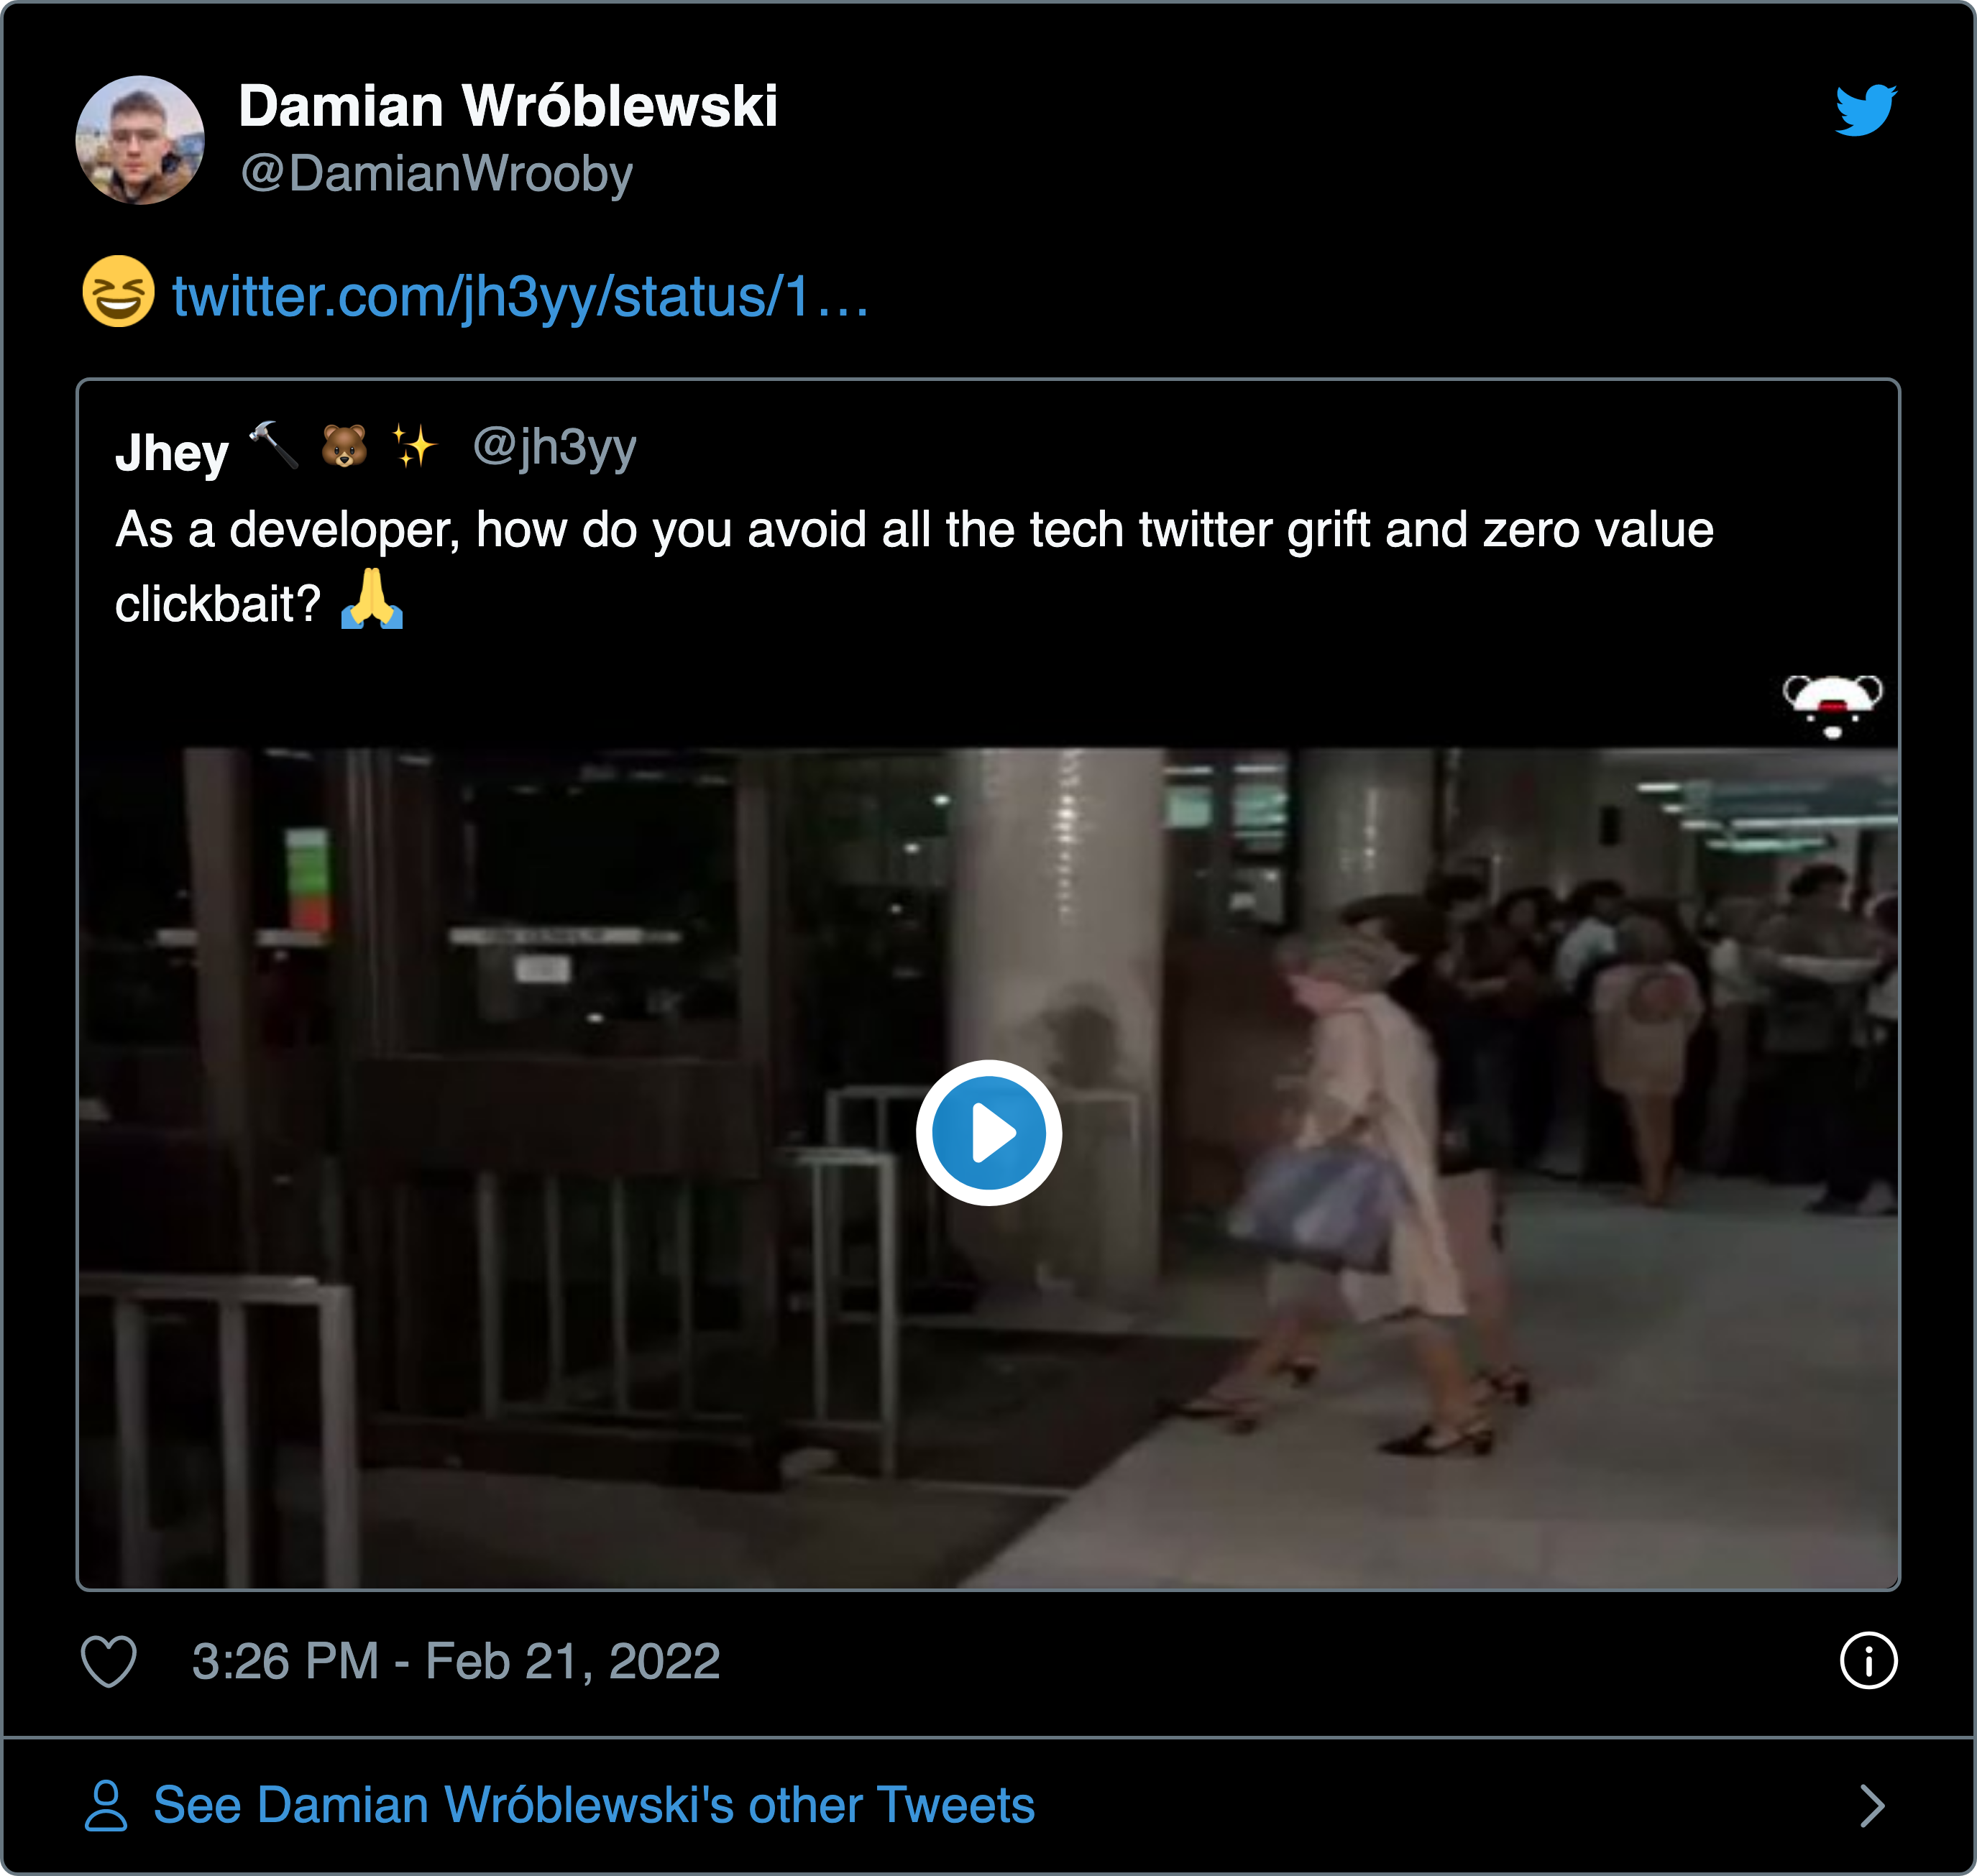 Damian Wróblewski
@DamianWrooby
😆 twitter.com/jh3yy/status/1…
Jhey 🔨 🐻 ✨ @jh3yy
As a developer, how do you avoid all the tech twitter grift and zero value
clickbait? 🙏
3:26 PM - Feb 21, 2022
See Damian Wróblewski's other Tweets